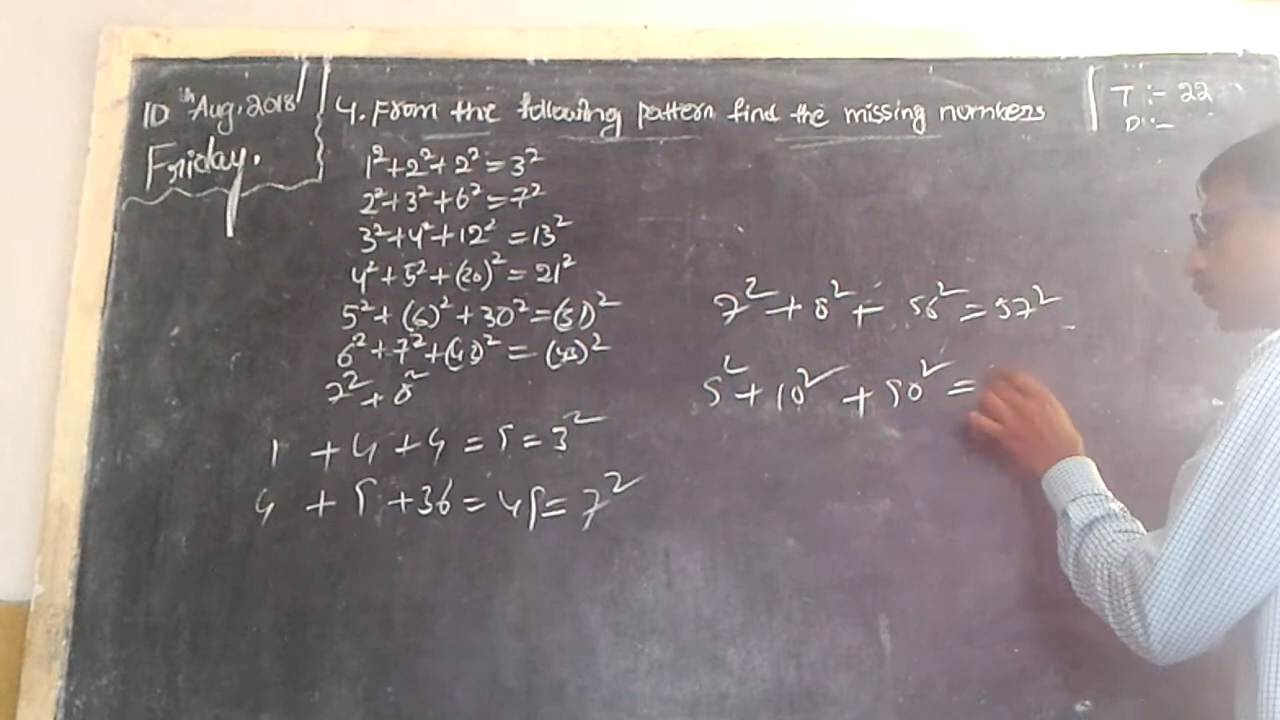 10th Aug. 2018
Friday.
4. From the following pattern find the missing numbers
T :- 22
D :-
1² + 2² + 2² = 3²
2² + 3² + 6² = 7²
3² + 4² + 12² = 13²
4² + 5² + (20)² = 21²
5² + (6)² + 30² = (31)²
6² + 7² + (42)² = (43)²
7² + 8²
1 + 4 + 4 = 9 = 3²
4 + 9 + 36 = 49 = 7²
7² + 8² + 56² = 57²
9² + 10² + 90² =